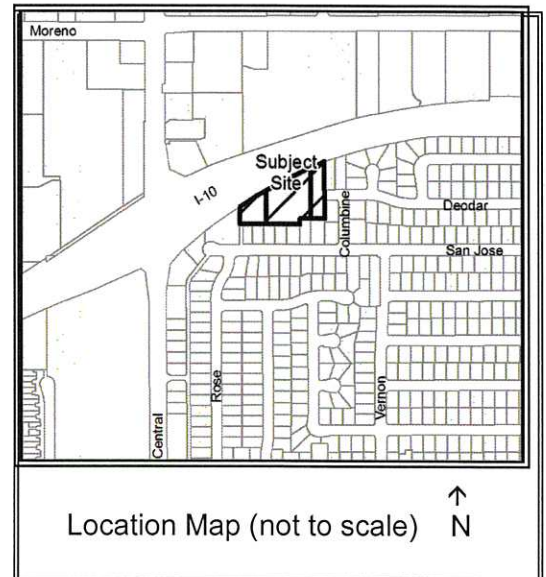 Moreno
Subject
Site
I-10
Deodar
Columbine
San Jose
Rose
Vernon
Central
Location Map (not to scale) ↑ N